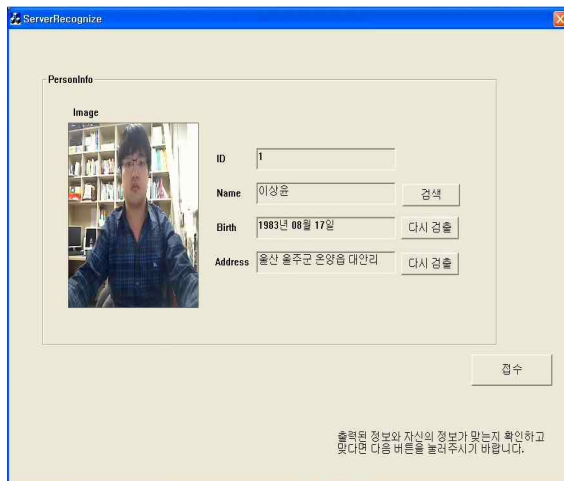 ServerRecognize
PersonInfo
Image
ID 1
Name 이상윤 검색
Birth 1983년 08월 17일 다시 검출
Address 울산 울주군 온양읍 대안리 다시 검출
접수
출력된 정보와 자신의 정보가 맞는지 확인하고
맞다면 다음 버튼을 눌러주시기 바랍니다.